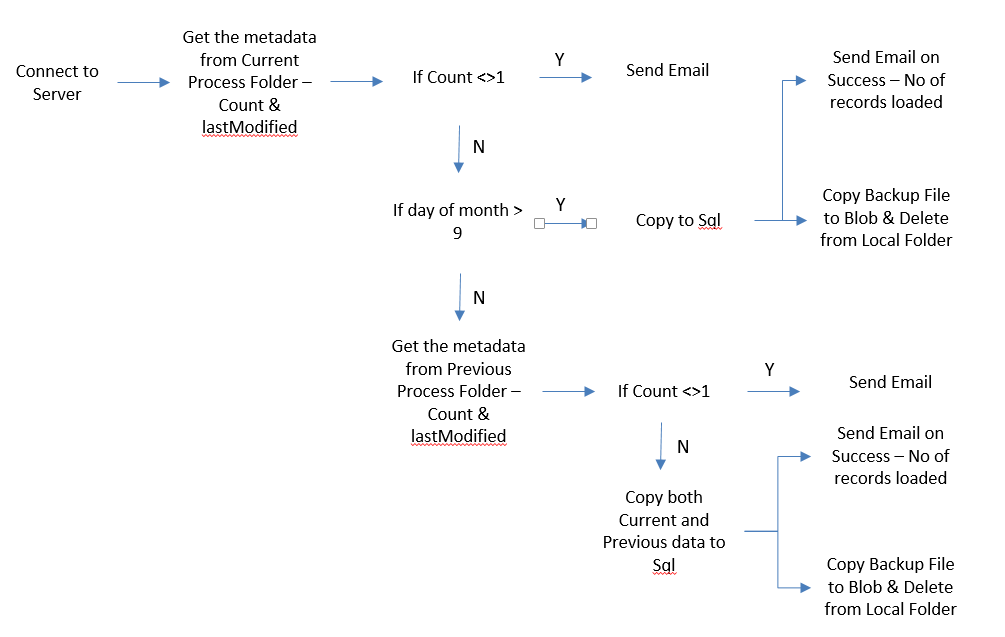 Connect to
Server
Get the metadata
from Current
Process Folder –
Count &
lastModified
If Count <>1
Y
Send Email
Send Email on
Success – No of
records loaded
N
If day of month >
9
Y
Copy to Sql
Copy Backup File
to Blob & Delete
from Local Folder
N
Get the metadata
from Previous
Process Folder –
Count &
lastModified
If Count <>1
Y
Send Email
N
Copy both
Current and
Previous data to
Sql
Send Email on
Success – No of
records loaded
Copy Backup File
to Blob & Delete
from Local Folder